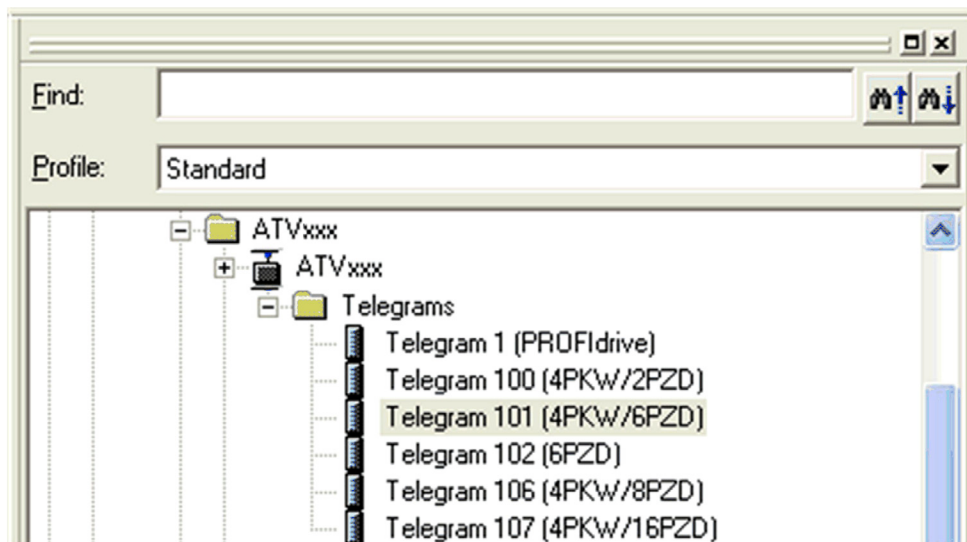 Find:
Profile: Standard
ATVxxx
ATVxxx
Telegrams
Telegram 1 (PROFIdrive)
Telegram 100 (4PKW/2PZD)
Telegram 101 (4PKW/6PZD)
Telegram 102 (6PZD)
Telegram 106 (4PKW/8PZD)
Telegram 107 (4PKW/16PZD)